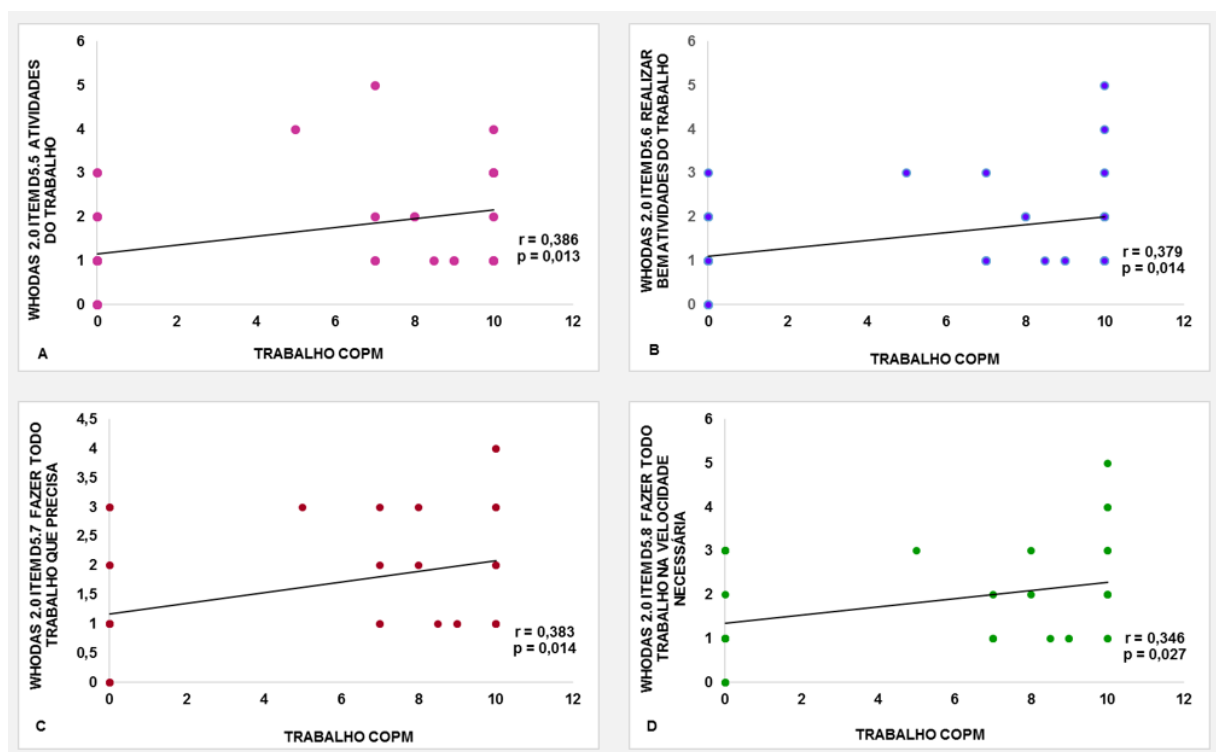 WHODAS 2.0 ITEM D5.5 ATIVIDADES
DO TRABALHO
6
5
4
3
2
1
0
0 2 4 6 8 10 12
r = 0,386
p = 0,013
A
TRABALHO COPM
WHODAS 2.0 ITEM D5.6 REALIZAR
BEM ATIVIDADES DO TRABALHO
6
5
4
3
2
1
0
0 2 4 6 8 10 12
r = 0,379
p = 0,014
B
TRABALHO COPM
WHODAS 2.0 ITEM D5.7 FAZER TODO
TRABALHO QUE PRECISA
4,5
4
3,5
3
2,5
2
1,5
1
0,5
0
0 2 4 6 8 10 12
r = 0,383
p = 0,014
C
TRABALHO COPM
WHODAS 2.0 ITEM D5.8 FAZER TODO
TRABALHO NA VELOCIDADE
NECESSÁRIA
6
5
4
3
2
1
0
0 2 4 6 8 10 12
r = 0,346
p = 0,027
D
TRABALHO COPM